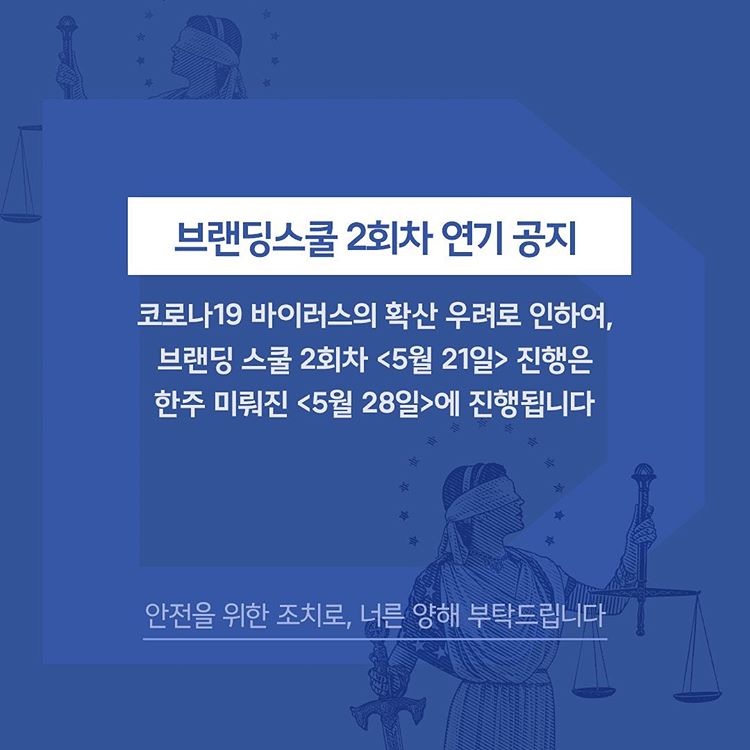 브랜딩스쿨 2회차 연기 공지
코로나19 바이러스의 확산 우려로 인하여,
브랜딩 스쿨 2회차 <5월 21일> 진행은
한주 미뤄진 <5월 28일>에 진행됩니다
안전을 위한 조치로, 너른 양해 부탁드립니다